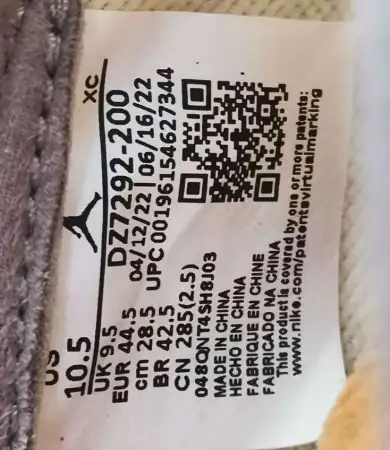 US
10.5
XC
UK 9.5
EUR 44.5
cm 28.5
BR 42.5
CN 285(2.5)
DZ7292-200
04/12/22 | 06/16/22
UPC 00196154627344
048QNT4SH8J03
MADE IN CHINA
HECHO EN CHINA
FABRIQUE EN CHINE
FABRICADO NA CHINA
This product is covered by one or more patents:
www.nike.com/patentsvirtualmarking